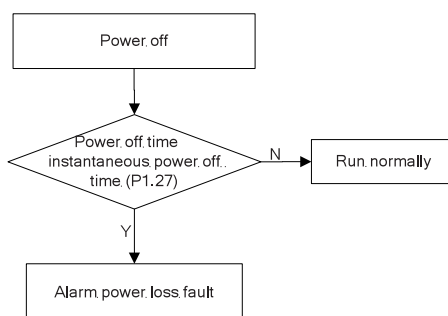 Power off
Power off time
instantaneous power off
time (P1.27)
N
Run normally
Y
Alarm power loss fault